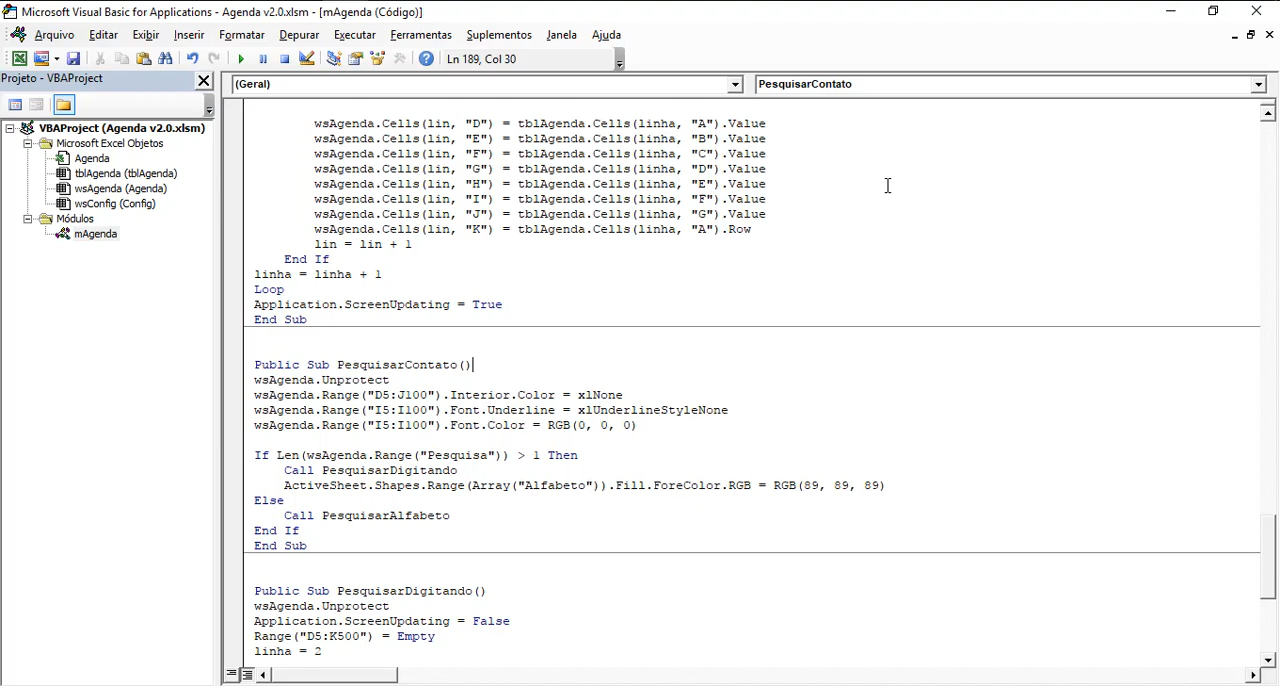 Microsoft Visual Basic for Applications - Agenda v2.0.xlsm - [mAgenda (Código)]
Arquivo Editar Exibir Inserir Formatar Depurar Executar Ferramentas Suplementos Janela Ajuda
Ln 189, Col 30
Projeto - VBAProject
(Geral)
PesquisarContato
VBAProject (Agenda v2.0.xlsm)
Microsoft Excel Objetos
Agenda
tblAgenda (tblAgenda)
wsAgenda (Agenda)
wsConfig (Config)
Módulos
mAgenda
wsAgenda.Cells(lin, "D") = tblAgenda.Cells(linha, "A").Value
wsAgenda.Cells(lin, "E") = tblAgenda.Cells(linha, "B").Value
wsAgenda.Cells(lin, "F") = tblAgenda.Cells(linha, "C").Value
wsAgenda.Cells(lin, "G") = tblAgenda.Cells(linha, "D").Value
wsAgenda.Cells(lin, "H") = tblAgenda.Cells(linha, "E").Value
wsAgenda.Cells(lin, "I") = tblAgenda.Cells(linha, "F").Value
wsAgenda.Cells(lin, "J") = tblAgenda.Cells(linha, "G").Value
wsAgenda.Cells(lin, "K") = tblAgenda.Cells(linha, "A").Row
lin = lin + 1
End If
linha = linha + 1
Loop
Application.ScreenUpdating = True
End Sub
Public Sub PesquisarContato()
wsAgenda.Unprotect
wsAgenda.Range("D5:J100").Interior.Color = xlNone
wsAgenda.Range("I5:I100").Font.Underline = xlUnderlineStyleNone
wsAgenda.Range("I5:I100").Font.Color = RGB(0, 0, 0)
If Len(wsAgenda.Range("Pesquisa")) > 1 Then
Call PesquisarDigitando
ActiveSheet.Shapes.Range(Array("Alfabeto")).Fill.ForeColor.RGB = RGB(89, 89, 89)
Else
Call PesquisarAlfabeto
End If
End Sub
Public Sub PesquisarDigitando()
wsAgenda.Unprotect
Application.ScreenUpdating = False
Range("D5:K500") = Empty
linha = 2